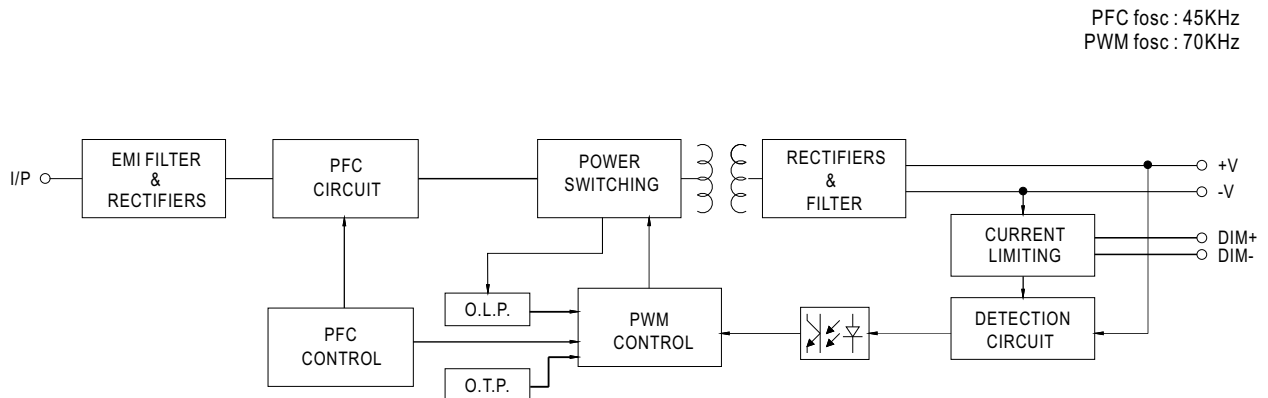 PFC fosc : 45KHz
PWM fosc : 70KHz
I/P
EMI FILTER
&
RECTIFIERS
PFC
CIRCUIT
POWER
SWITCHING
RECTIFIERS
&
FILTER
+V
-V
CURRENT
LIMITING
DIM+
DIM-
O.L.P.
PFC
CONTROL
PWM
CONTROL
DETECTION
CIRCUIT
O.T.P.